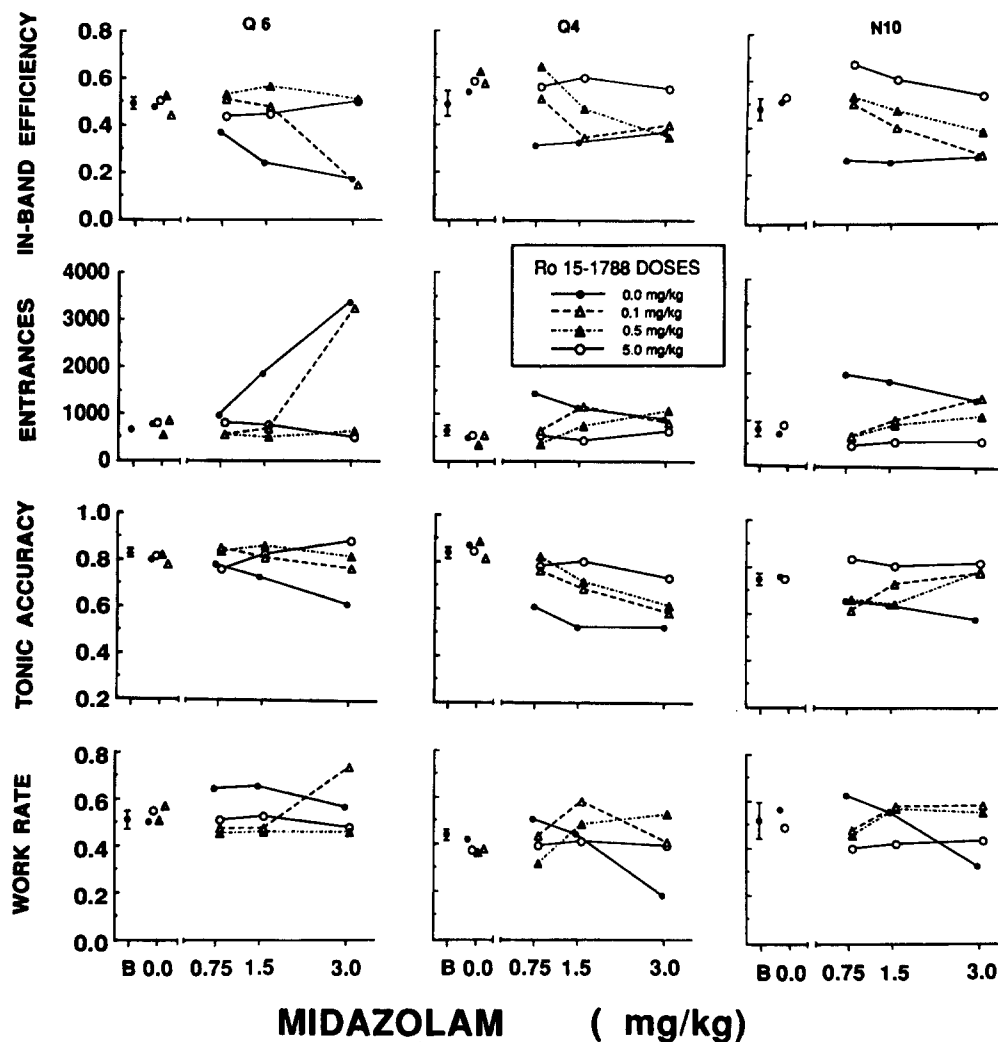 Q 6
Q4
N10
IN-BAND EFFICIENCY
0.8
0.6
0.4
0.2
0.0
ENTRANCES
4000
3000
2000
1000
0
Ro 15-1788 DOSES
0.0 mg/kg
0.1 mg/kg
0.5 mg/kg
5.0 mg/kg
TONIC ACCURACY
1.0
0.8
0.6
0.4
0.2
WORK RATE
0.8
0.6
0.4
0.2
0.0
B 0.0 0.75 1.5 3.0 B 0.0 0.75 1.5 3.0 B 0.0 0.75 1.5 3.0
MIDAZOLAM ( mg/kg)